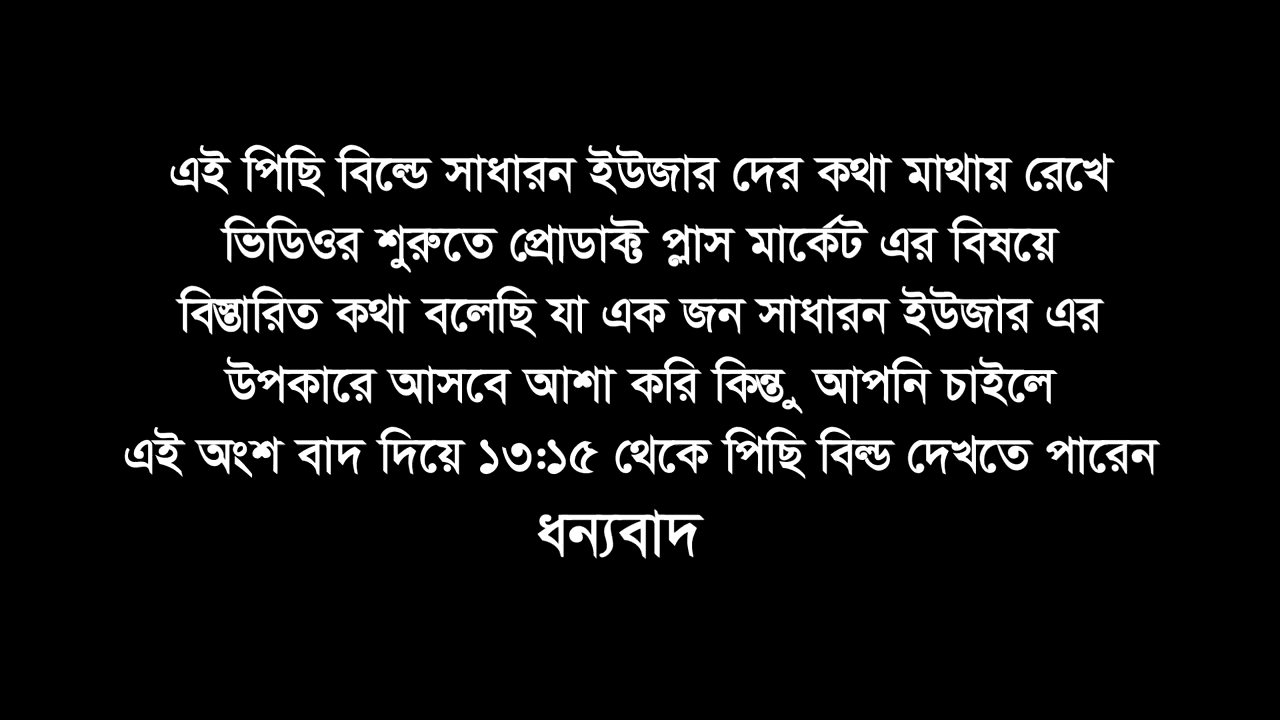 এই পিছি বিল্ডে সাধারন ইউজার দের কথা মাথায় রেখে
ভিডিওর শুরুতে প্রোডাক্ট প্লাস মার্কেট এর বিষয়ে
বিস্তারিত কথা বলেছি যা এক জন সাধারন ইউজার এর
উপকারে আসবে আশা করি কিন্তু আপনি চাইলে
এই অংশ বাদ দিয়ে ১৩:১৫ থেকে পিছি বিল্ড দেখতে পারেন
ধন্যবাদ